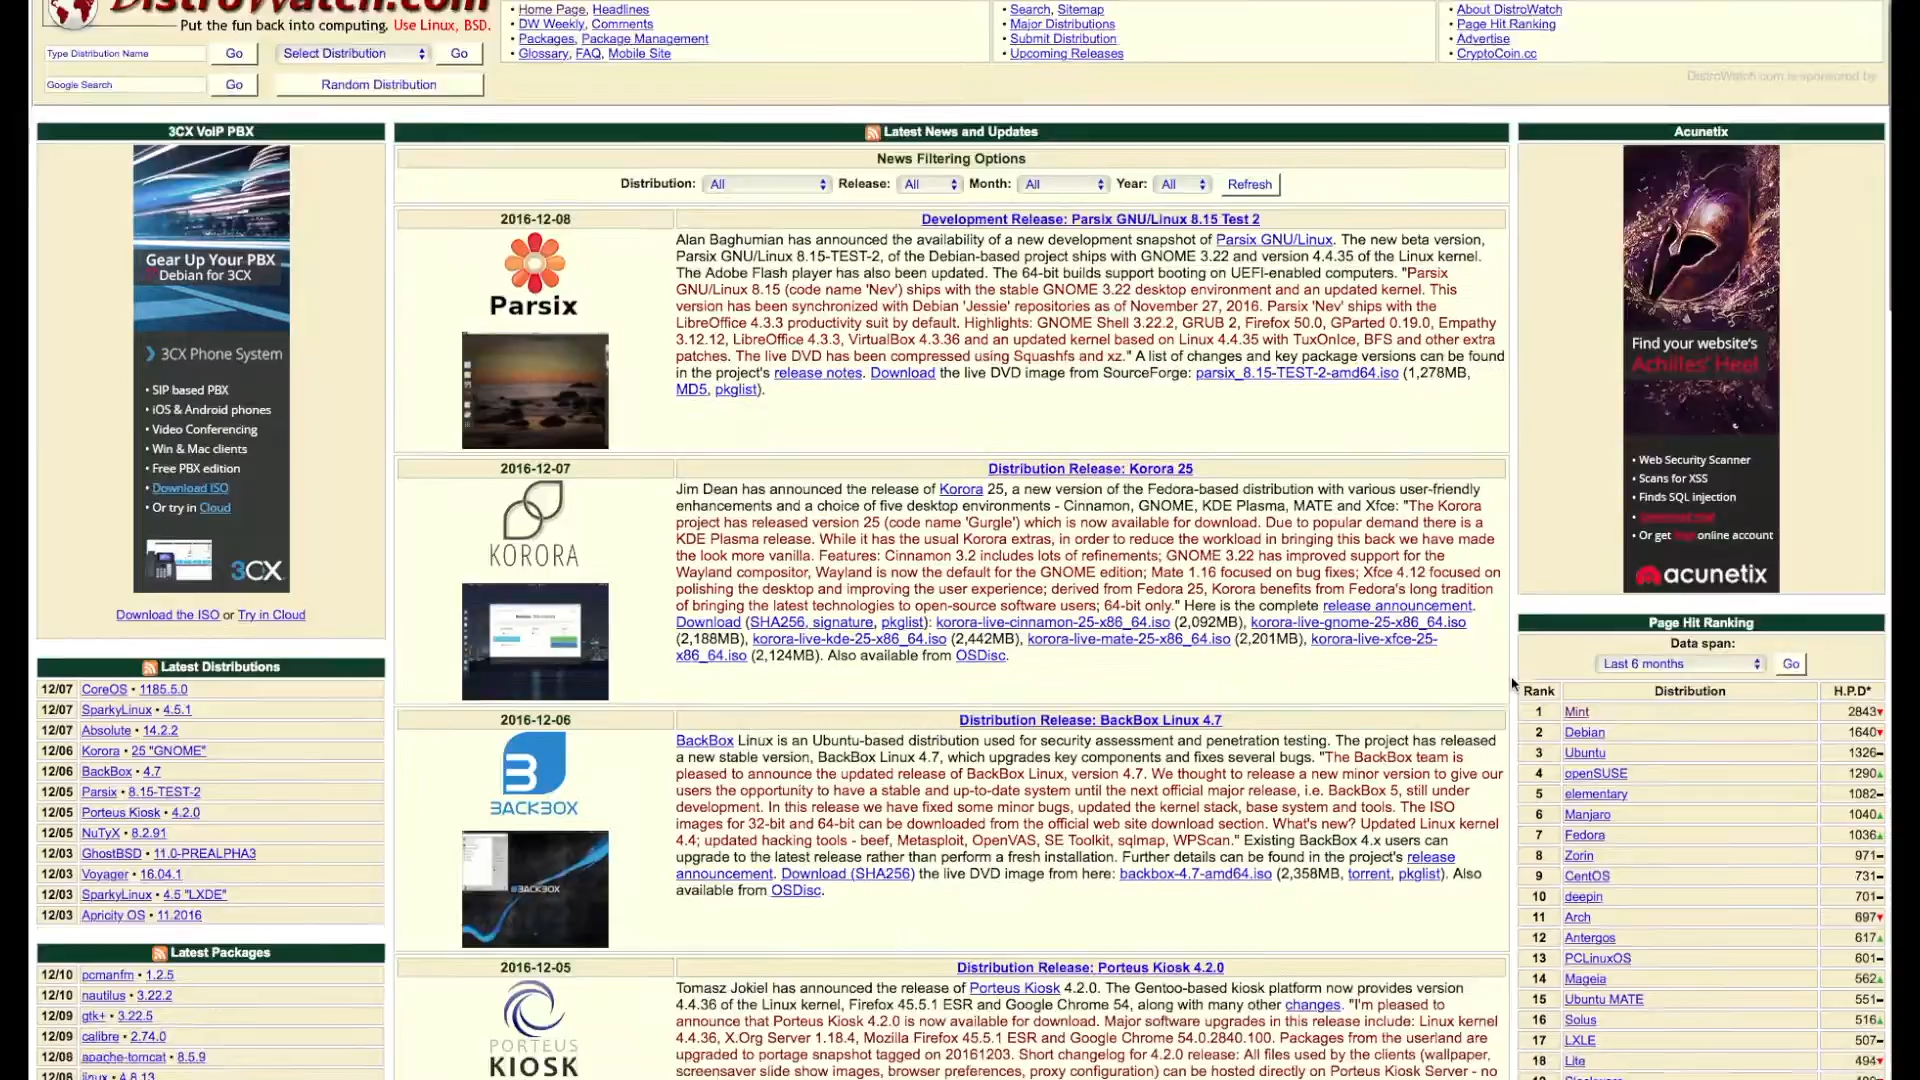 DistroWatch.com
Put the fun back into computing. Use Linux, BSD.
Type Distribution Name
Go
Select Distribution
Go
Google Search
Go
Random Distribution
• Home Page, Headlines
• DW Weekly, Comments
• Packages, Package Management
• Glossary, FAQ, Mobile Site
• Search, Sitemap
• Major Distributions
• Submit Distribution
• Upcoming Releases
• About DistroWatch
• Page Hit Ranking
• Advertise
• CryptoCoin.cc
DistroWatch.com is sponsored by
3CX VoIP PBX
Gear Up Your PBX
Debian for 3CX
3CX Phone System
• SIP based PBX
• iOS & Android phones
• Video Conferencing
• Win & Mac clients
• Free PBX edition
• Download ISO
• Or try in Cloud
3CX
Download the ISO or Try in Cloud
Latest Distributions
12/07 CoreOS • 1185.5.0
12/07 SparkyLinux • 4.5.1
12/07 Absolute • 14.2.2
12/06 Korora • 25 "GNOME"
12/06 BackBox • 4.7
12/05 Parsix • 8.15-TEST-2
12/05 Porteus Kiosk • 4.2.0
12/05 NuTyX • 8.2.91
12/03 GhostBSD • 11.0-PREALPHA3
12/03 Voyager • 16.04.1
12/03 SparkyLinux • 4.5 "LXDE"
12/03 Apricity OS • 11.2016
Latest Packages
12/10 pcmanfm • 1.2.5
12/10 nautilus • 3.22.2
12/09 gtk+ • 3.22.5
12/09 calibre • 2.74.0
12/08 apache-tomcat • 8.5.9
12/08 linux • 4.8.13
Latest News and Updates
News Filtering Options
Distribution: All Release: All Month: All Year: All Refresh
2016-12-08
Parsix
Development Release: Parsix GNU/Linux 8.15 Test 2
Alan Baghumian has announced the availability of a new development snapshot of Parsix GNU/Linux. The new beta version,
Parsix GNU/Linux 8.15-TEST-2, of the Debian-based project ships with GNOME 3.22 and version 4.4.35 of the Linux kernel.
The Adobe Flash player has also been updated. The 64-bit builds support booting on UEFI-enabled computers. "Parsix
GNU/Linux 8.15 (code name 'Nev') ships with the stable GNOME 3.22 desktop environment and an updated kernel. This
version has been synchronized with Debian 'Jessie' repositories as of November 27, 2016. Parsix 'Nev' ships with the
LibreOffice 4.3.3 productivity suit by default. Highlights: GNOME Shell 3.22.2, GRUB 2, Firefox 50.0, GParted 0.19.0, Empathy
3.12.12, LibreOffice 4.3.3, VirtualBox 4.3.36 and an updated kernel based on Linux 4.4.35 with TuxOnIce, BFS and other extra
patches. The live DVD has been compressed using Squashfs and xz." A list of changes and key package versions can be found
in the project's release notes. Download the live DVD image from SourceForge: parsix_8.15-TEST-2-amd64.iso (1,278MB,
MD5, pkglist).
2016-12-07
KORORA
Distribution Release: Korora 25
Jim Dean has announced the release of Korora 25, a new version of the Fedora-based distribution with various user-friendly
enhancements and a choice of five desktop environments - Cinnamon, GNOME, KDE Plasma, MATE and Xfce: "The Korora
project has released version 25 (code name 'Gurgle') which is now available for download. Due to popular demand there is a
KDE Plasma release. While it has the usual Korora extras, in order to reduce the workload in bringing this back we have made
the look more vanilla. Features: Cinnamon 3.2 includes lots of refinements; GNOME 3.22 has improved support for the
Wayland compositor, Wayland is now the default for the GNOME edition; Mate 1.16 focused on bug fixes; Xfce 4.12 focused on
polishing the desktop and improving the user experience; derived from Fedora 25, Korora benefits from Fedora's long tradition
of bringing the latest technologies to open-source software users; 64-bit only." Here is the complete release announcement.
Download (SHA256, signature, pkglist): korora-live-cinnamon-25-x86_64.iso (2,092MB), korora-live-gnome-25-x86_64.iso
(2,188MB), korora-live-kde-25-x86_64.iso (2,442MB), korora-live-mate-25-x86_64.iso (2,201MB), korora-live-xfce-25-
x86_64.iso (2,124MB). Also available from OSDisc.
2016-12-06
BACKBOX
BACKBOX
Distribution Release: BackBox Linux 4.7
BackBox Linux is an Ubuntu-based distribution used for security assessment and penetration testing. The project has released
a new stable version, BackBox Linux 4.7, which upgrades key components and fixes several bugs. "The BackBox team is
pleased to announce the updated release of BackBox Linux, version 4.7. We thought to release a new minor version to give our
users the opportunity to have a stable and up-to-date system until the next official major release, i.e. BackBox 5, still under
development. In this release we have fixed some minor bugs, updated the kernel stack, base system and tools. The ISO
images for 32-bit and 64-bit can be downloaded from the official web site download section. What's new? Updated Linux kernel
4.4; updated hacking tools - beef, Metasploit, OpenVAS, SE Toolkit, sqlmap, WPScan." Existing BackBox 4.x users can
upgrade to the latest release rather than perform a fresh installation. Further details can be found in the project's release
announcement. Download (SHA256) the live DVD image from here: backbox-4.7-amd64.iso (2,358MB, torrent, pkglist). Also
available from OSDisc.
2016-12-05
PORTEUS
KIOSK
Distribution Release: Porteus Kiosk 4.2.0
Tomasz Jokiel has announced the release of Porteus Kiosk 4.2.0. The Gentoo-based kiosk platform now provides version
4.4.36 of the Linux kernel, Firefox 45.5.1 ESR and Google Chrome 54, along with many other changes. "I'm pleased to
announce that Porteus Kiosk 4.2.0 is now available for download. Major software upgrades in this release include: Linux kernel
4.4.36, X.Org Server 1.18.4, Mozilla Firefox 45.5.1 ESR and Google Chrome 54.0.2840.100. Packages from the userland are
upgraded to portage snapshot tagged on 20161203. Short changelog for 4.2.0 release: All files used by the clients (wallpaper,
screensaver slide show images, browser preferences, proxy configuration) can be hosted directly on Porteus Kiosk Server - no
Acunetix
Find your website's
Achilles' Heel
• Web Security Scanner
• Scans for XSS
• Finds SQL injection
• Or get online account
acunetix
Page Hit Ranking
Data span:
Last 6 months Go
Rank Distribution H.P.D*
1 Mint 2843
2 Debian 1640
3 Ubuntu 1326
4 openSUSE 1290
5 elementary 1082
6 Manjaro 1040
7 Fedora 1036
8 Zorin 971
9 CentOS 731
10 deepin 701
11 Arch 697
12 Antergos 617
13 PCLinuxOS 601
14 Mageia 562
15 Ubuntu MATE 551
16 Solus 516
17 LXLE 507
18 Lite 494